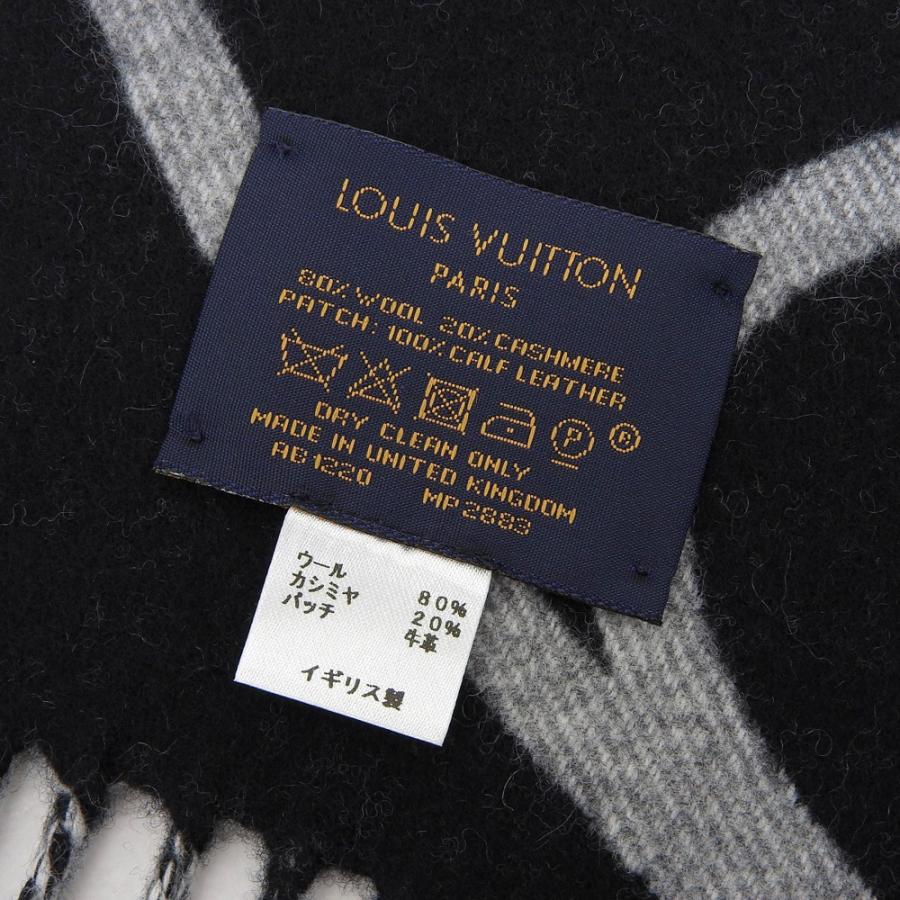 LOUIS VUITTON
PARIS
80% WOOL 20% CASHMERE
PATCH: 100% CALF LEATHER
P R
DRY CLEAN ONLY
MADE IN UNITED KINGDOM
AB1220 MP2883
ウール 80%
カシミヤ 20%
パッチ 牛革
イギリス製